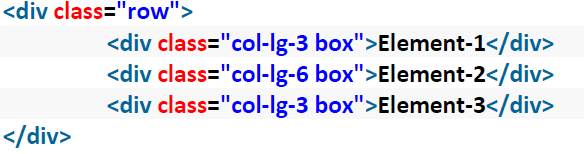 <div class="row">
<div class="col-lg-3 box">Element-1</div>
<div class="col-lg-6 box">Element-2</div>
<div class="col-lg-3 box">Element-3</div>
</div>